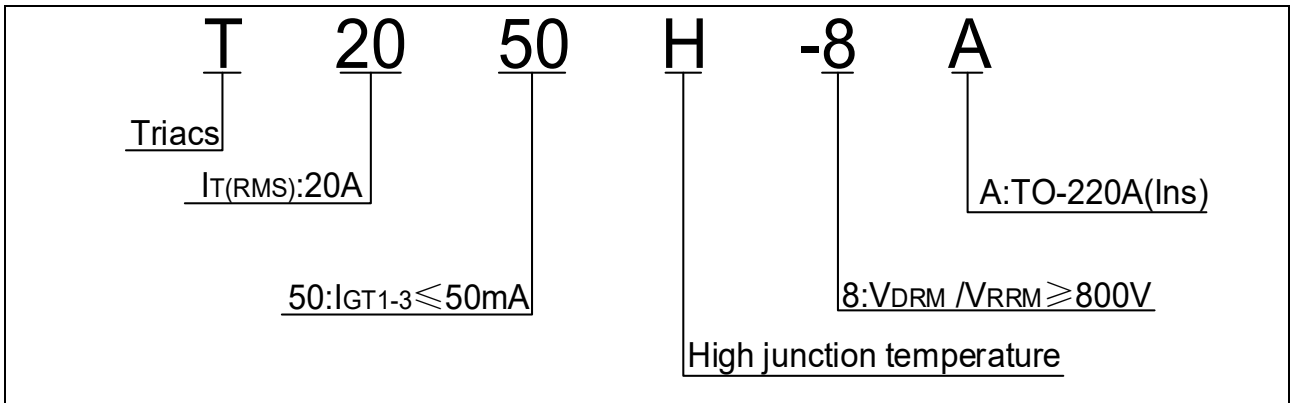 T 20 50 H -8 A
Triacs
IT(RMS):20A
A:TO-220A(Ins)
50:IGT1-3≤50mA
8:VDRM /VRRM≥800V
High junction temperature